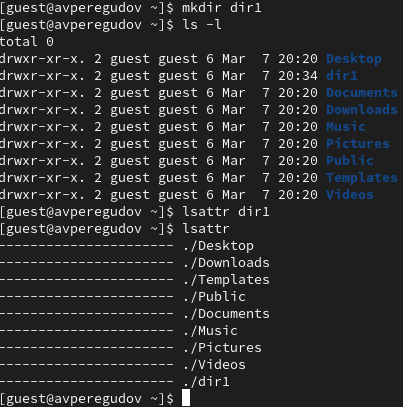 [guest@avperegudov ~]$ mkdir dir1
[guest@avperegudov ~]$ ls -l
total 0
drwxr-xr-x. 2 guest guest 6 Mar  7 20:20 Desktop
drwxr-xr-x. 2 guest guest 6 Mar  7 20:34 dir1
drwxr-xr-x. 2 guest guest 6 Mar  7 20:20 Documents
drwxr-xr-x. 2 guest guest 6 Mar  7 20:20 Downloads
drwxr-xr-x. 2 guest guest 6 Mar  7 20:20 Music
drwxr-xr-x. 2 guest guest 6 Mar  7 20:20 Pictures
drwxr-xr-x. 2 guest guest 6 Mar  7 20:20 Public
drwxr-xr-x. 2 guest guest 6 Mar  7 20:20 Templates
drwxr-xr-x. 2 guest guest 6 Mar  7 20:20 Videos
[guest@avperegudov ~]$ lsattr dir1
[guest@avperegudov ~]$ lsattr
---------------------- ./Desktop
---------------------- ./Downloads
---------------------- ./Templates
---------------------- ./Public
---------------------- ./Documents
---------------------- ./Music
---------------------- ./Pictures
---------------------- ./Videos
---------------------- ./dir1
[guest@avperegudov ~]$